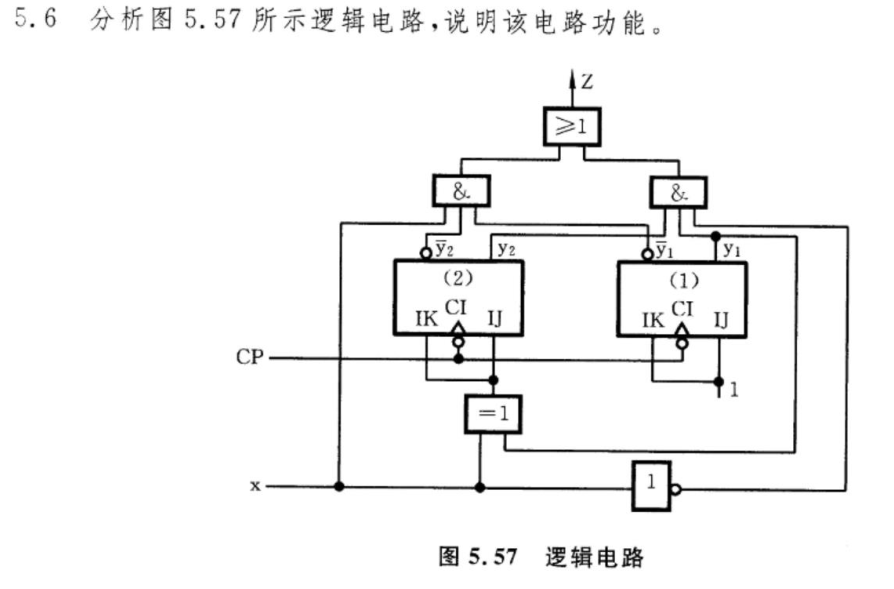 5.6 分析图 5.57 所示逻辑电路,说明该电路功能。
Z
≥1
& &
y̅₂ y₂ y̅₁ y₁
(2) (1)
IK CI IJ IK CI IJ
CP
1
=1
x 1
图 5.57 逻辑电路